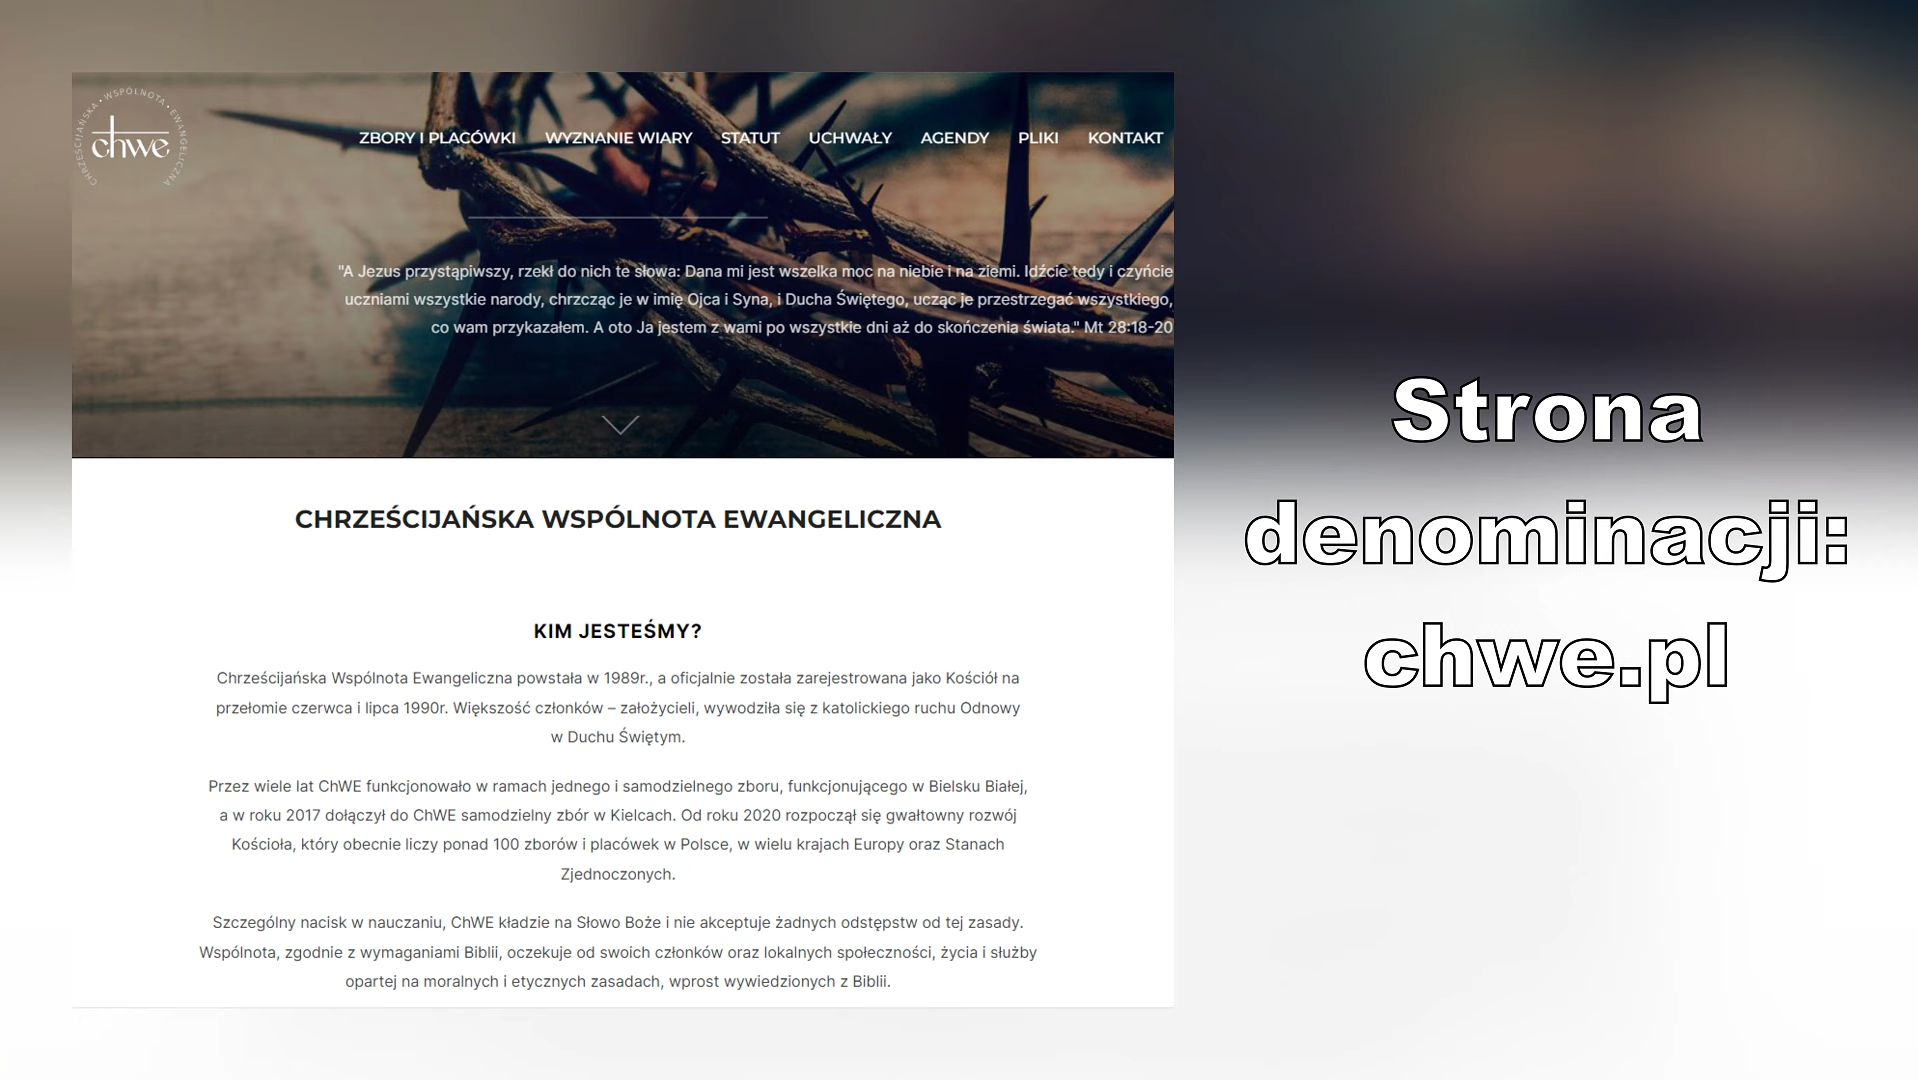 CHRZEŚCIJAŃSKA • WSPÓLNOTA • EWANGELICZNA
chwe
ZBORY I PLACÓWKI WYZNANIE WIARY STATUT UCHWAŁY AGENDY PLIKI KONTAKT
"A Jezus przystąpiwszy, rzekł do nich te słowa: Dana mi jest wszelka moc na niebie i na ziemi. Idźcie tedy i czyńcie
uczniami wszystkie narody, chrzcząc je w imię Ojca i Syna, i Ducha Świętego, ucząc je przestrzegać wszystkiego,
co wam przykazałem. A oto Ja jestem z wami po wszystkie dni aż do skończenia świata." Mt 28:18-20
CHRZEŚCIJAŃSKA WSPÓLNOTA EWANGELICZNA
KIM JESTEŚMY?
Chrześcijańska Wspólnota Ewangeliczna powstała w 1989r., a oficjalnie została zarejestrowana jako Kościół na
przełomie czerwca i lipca 1990r. Większość członków – założycieli, wywodziła się z katolickiego ruchu Odnowy
w Duchu Świętym.
Przez wiele lat ChWE funkcjonowało w ramach jednego i samodzielnego zboru, funkcjonującego w Bielsku Białej,
a w roku 2017 dołączył do ChWE samodzielny zbór w Kielcach. Od roku 2020 rozpoczął się gwałtowny rozwój
Kościoła, który obecnie liczy ponad 100 zborów i placówek w Polsce, w wielu krajach Europy oraz Stanach
Zjednoczonych.
Szczególny nacisk w nauczaniu, ChWE kładzie na Słowo Boże i nie akceptuje żadnych odstępstw od tej zasady.
Wspólnota, zgodnie z wymaganiami Biblii, oczekuje od swoich członków oraz lokalnych społeczności, życia i służby
opartej na moralnych i etycznych zasadach, wprost wywiedzionych z Biblii.
Strona
denominacji:
chwe.pl